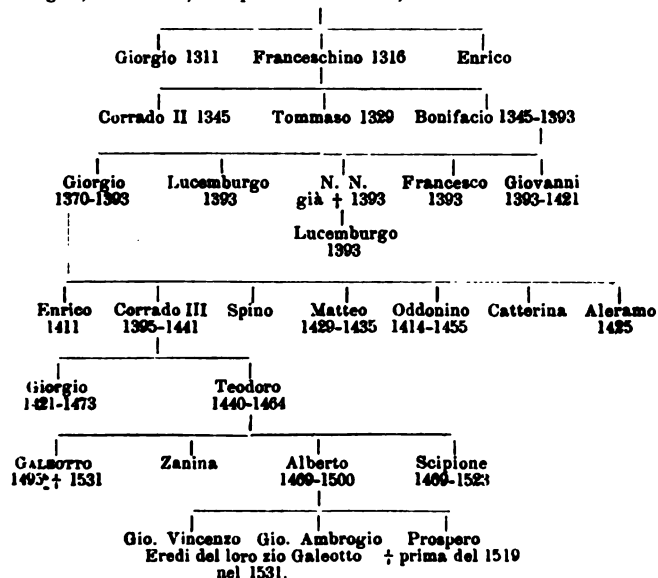 Giorgio 1311 Franceschino 1316 Enrico
Corrado II 1345 Tommaso 1329 Bonifacio 1345-1393
Giorgio Lucemburgo N. N. Francesco Giovanni
1370-1393 1393 già † 1393 1393 1393-1421
Lucemburgo
1393
Enrico Corrado III Spino Matteo Oddonino Catterina Aleramo
1411 1395-1441 1429-1435 1414-1455 1425
Giorgio Teodoro
1421-1473 1440-1464
GALEOTTO Zanina Alberto Scipione
1495 † 1531 1469-1500 1469-1523
Gio. Vincenzo Gio. Ambrogio Prospero
Eredi del loro zio Galeotto † prima del 1519
nel 1531.